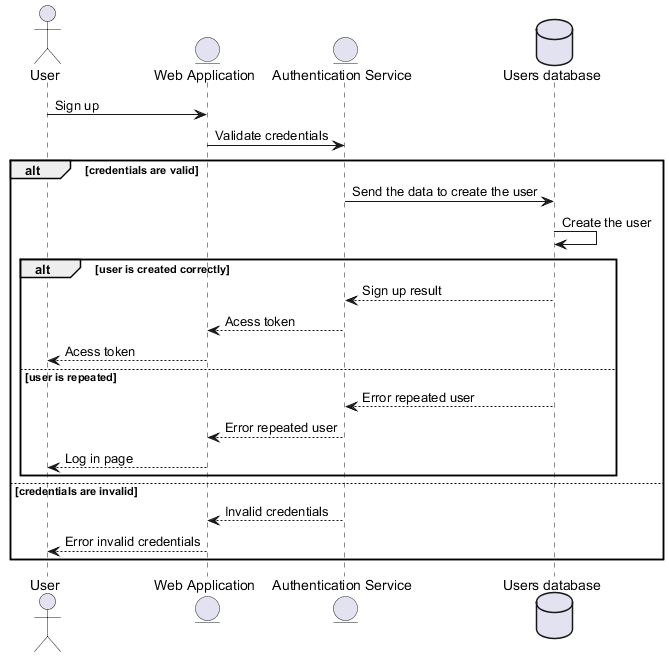 User
Web Application
Authentication Service
Users database
Sign up
Validate credentials
alt
[credentials are valid]
Send the data to create the user
Create the user
alt
[user is created correctly]
Sign up result
Acess token
Acess token
[user is repeated]
Error repeated user
Error repeated user
Log in page
[credentials are invalid]
Invalid credentials
Error invalid credentials
User
Web Application
Authentication Service
Users database